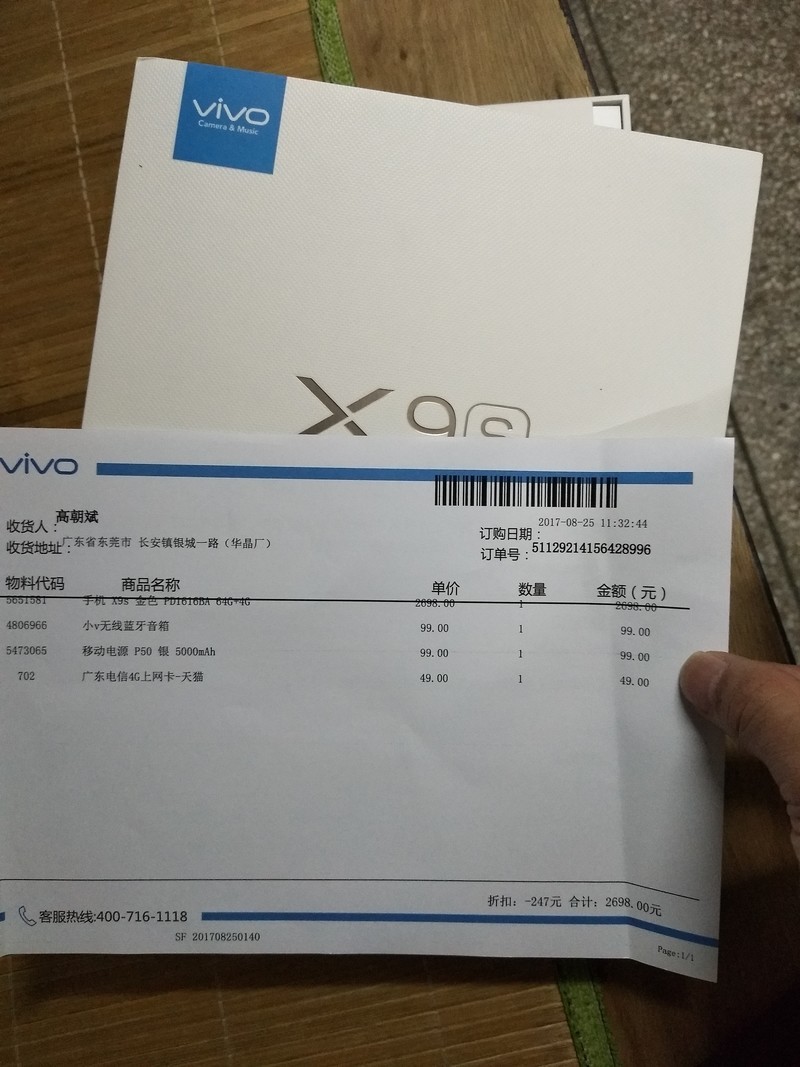 vivo
Camera & Music
X9s
vivo
收货人：高朝斌
收货地址：广东省东莞市 长安镇银城一路（华晶厂）
订购日期：2017-08-25 11:32:44
订单号：51129214156428996
物料代码 商品名称 单价 数量 金额（元）
5651581 手机 X9s 金色 PD1616BA 64G+4G 2698.00 1 2698.00
4806966 小v无线蓝牙音箱 99.00 1 99.00
5473065 移动电源 P50 银 5000mAh 99.00 1 99.00
702 广东电信4G上网卡-天猫 49.00 1 49.00
折扣：-247元 合计：2698.00元
客服热线:400-716-1118
SF 201708250140
Page:1/1